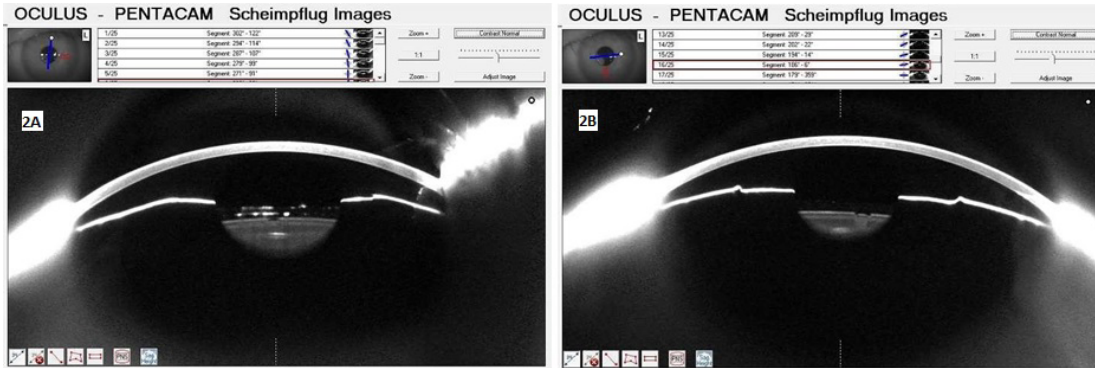 OCULUS - PENTACAM Scheimpflug Images
L
1/25 Segment: 302° - 122°
2/25 Segment: 294° - 114°
3/25 Segment: 287° - 107°
4/25 Segment: 279° - 99°
5/25 Segment: 271° - 91°
Zoom +
1:1
Zoom -
Contrast Normal
Adjust Image
2A
PNS
OCULUS - PENTACAM Scheimpflug Images
L
13/25 Segment: 209° - 29°
14/25 Segment: 202° - 22°
15/25 Segment: 194° - 14°
16/25 Segment: 186° - 6°
17/25 Segment: 179° - 359°
Zoom +
1:1
Zoom -
Contrast Normal
Adjust Image
2B
PNS